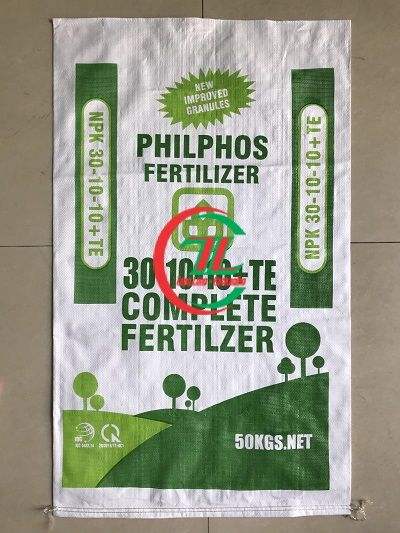 NEW
IMPROVED
GRANULES
PHILPHOS
FERTILIZER
NPK 30-10-10+TE
NPK 30-10-10+TE
30-10-10+TE
COMPLETE
FERTILZER
50KGS.NET